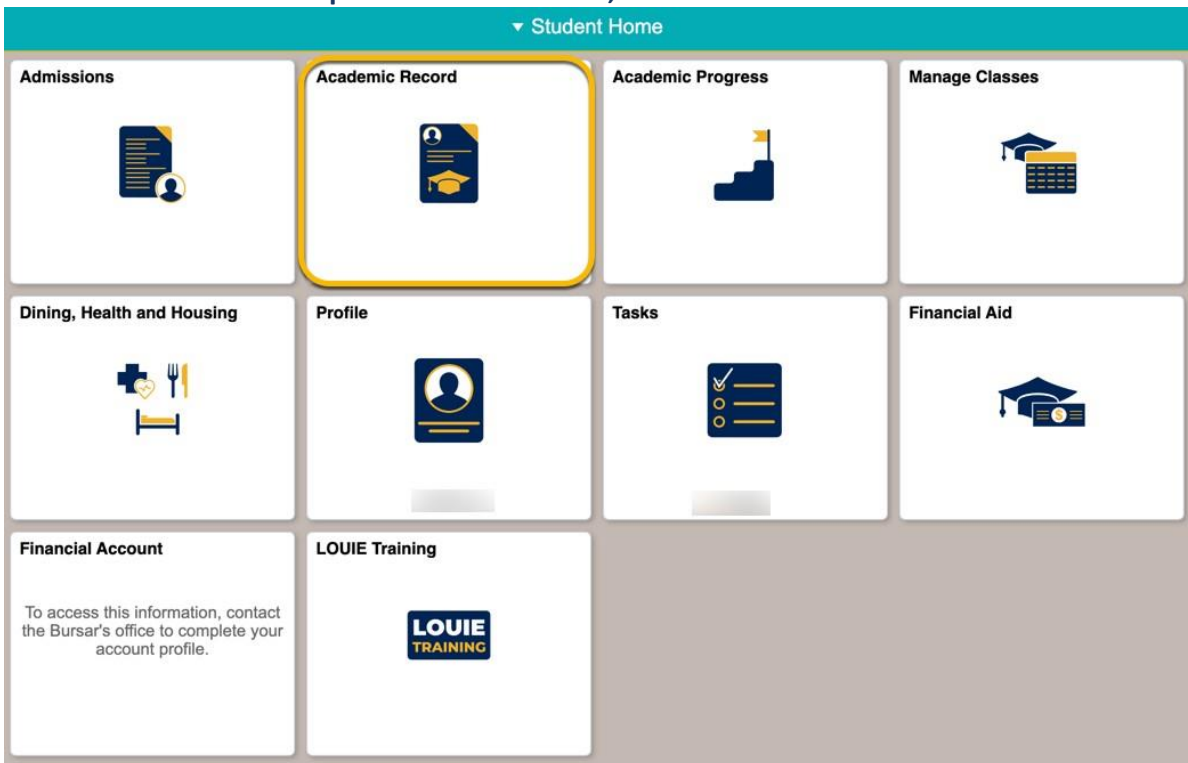 ▾ Student Home
Admissions
Academic Record
Academic Progress
Manage Classes
Dining, Health and Housing
Profile
Tasks
Financial Aid
$
Financial Account
To access this information, contact
the Bursar's office to complete your
account profile.
LOUIE Training
LOUIE
TRAINING